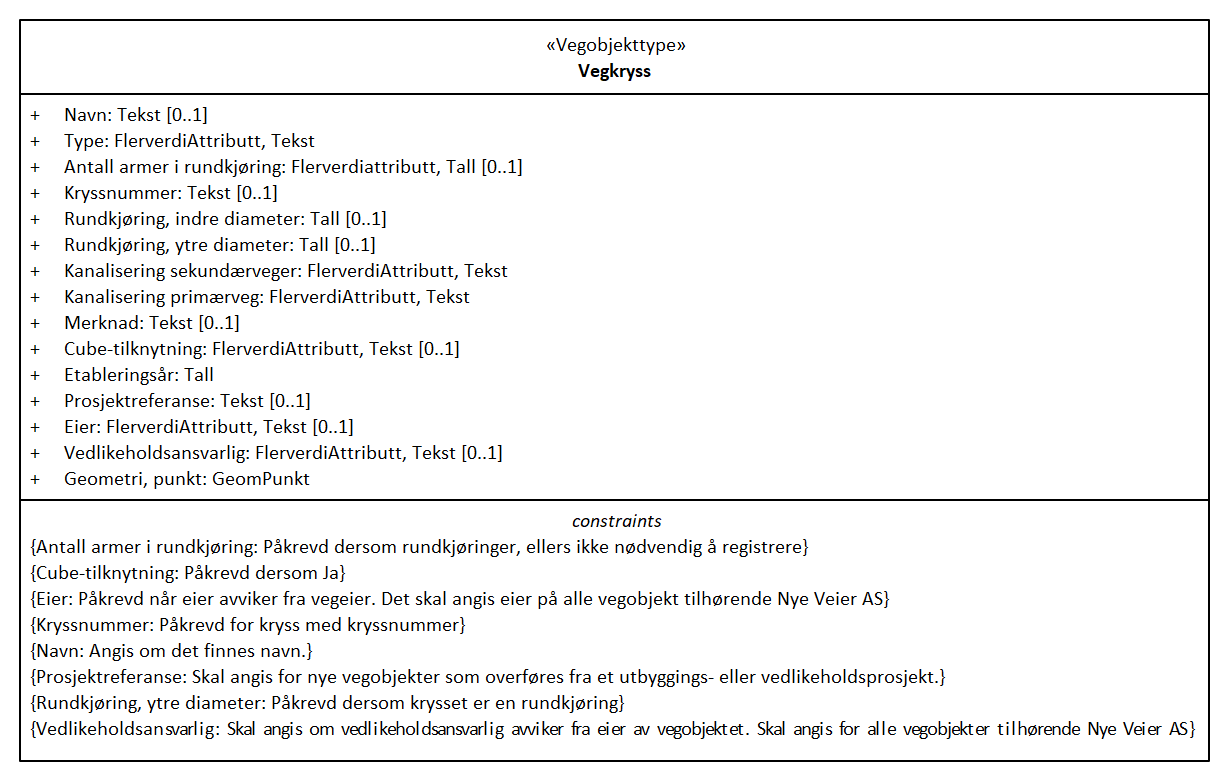 «Vegobjekttype»
Vegkryss
+ Navn: Tekst [0..1]
+ Type: FlerverdiAttributt, Tekst
+ Antall armer i rundkjøring: Flerverdiattributt, Tall [0..1]
+ Kryssnummer: Tekst [0..1]
+ Rundkjøring, indre diameter: Tall [0..1]
+ Rundkjøring, ytre diameter: Tall [0..1]
+ Kanalisering sekundærveger: FlerverdiAttributt, Tekst
+ Kanalisering primærveg: FlerverdiAttributt, Tekst
+ Merknad: Tekst [0..1]
+ Cube-tilknytning: FlerverdiAttributt, Tekst [0..1]
+ Etableringsår: Tall
+ Prosjektreferanse: Tekst [0..1]
+ Eier: FlerverdiAttributt, Tekst [0..1]
+ Vedlikeholdsansvarlig: FlerverdiAttributt, Tekst [0..1]
+ Geometri, punkt: GeomPunkt
constraints
{Antall armer i rundkjøring: Påkrevd dersom rundkjøringer, ellers ikke nødvendig å registrere}
{Cube-tilknytning: Påkrevd dersom Ja}
{Eier: Påkrevd når eier avviker fra vegeier. Det skal angis eier på alle vegobjekt tilhørende Nye Veier AS}
{Kryssnummer: Påkrevd for kryss med kryssnummer}
{Navn: Angis om det finnes navn.}
{Prosjektreferanse: Skal angis for nye vegobjekter som overføres fra et utbyggings- eller vedlikeholdsprosjekt.}
{Rundkjøring, ytre diameter: Påkrevd dersom krysset er en rundkjøring}
{Vedlikeholdsansvarlig: Skal angis om vedlikeholdsansvarlig avviker fra eier av vegobjektet. Skal angis for alle vegobjekter tilhørende Nye Veier AS}